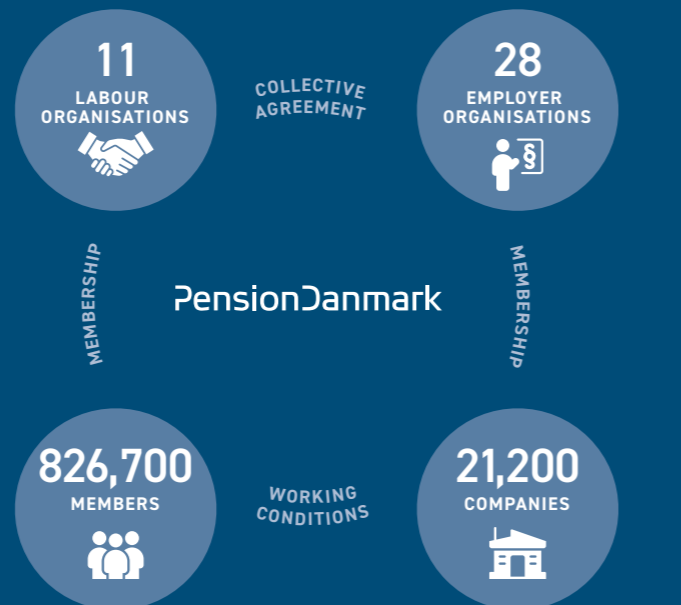 11
LABOUR
ORGANISATIONS
COLLECTIVE
AGREEMENT
28
EMPLOYER
ORGANISATIONS
§
MEMBERSHIP
PensionDanmark
MEMBERSHIP
826,700
MEMBERS
WORKING
CONDITIONS
21,200
COMPANIES